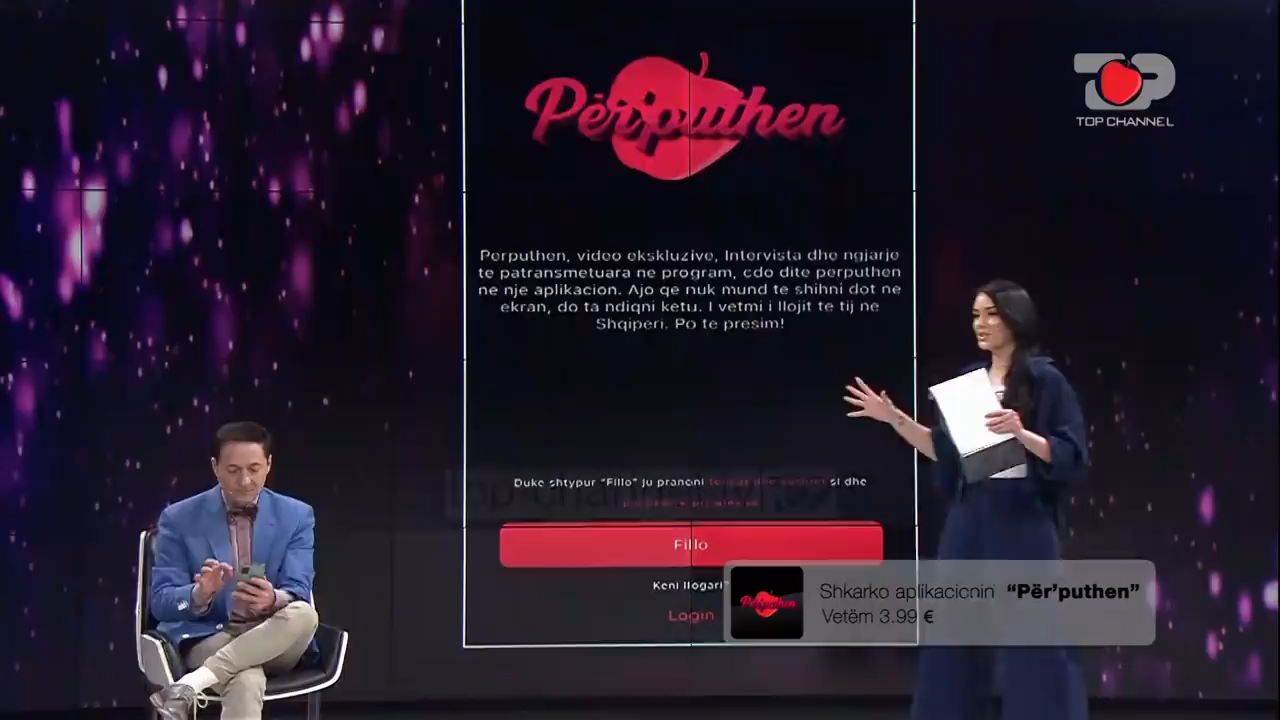 Për'puthen
TOP
TOP CHANNEL
Perputhen, video ekskluzive, Intervista dhe ngjarje
te patransmetuara ne program, cdo dite perputhen
ne nje aplikacion. Ajo qe nuk mund te shihni dot ne
ekran, do ta ndiqni ketu. I vetmi i llojit te tij ne
Shqiperi. Po te presim!
Duke shtypur "Fillo" ju pranoni si dhe
Fillo
Keni llogari?
Login
Për'puthen
Shkarko aplikacionin "Për'puthen"
Vetëm 3.99 €